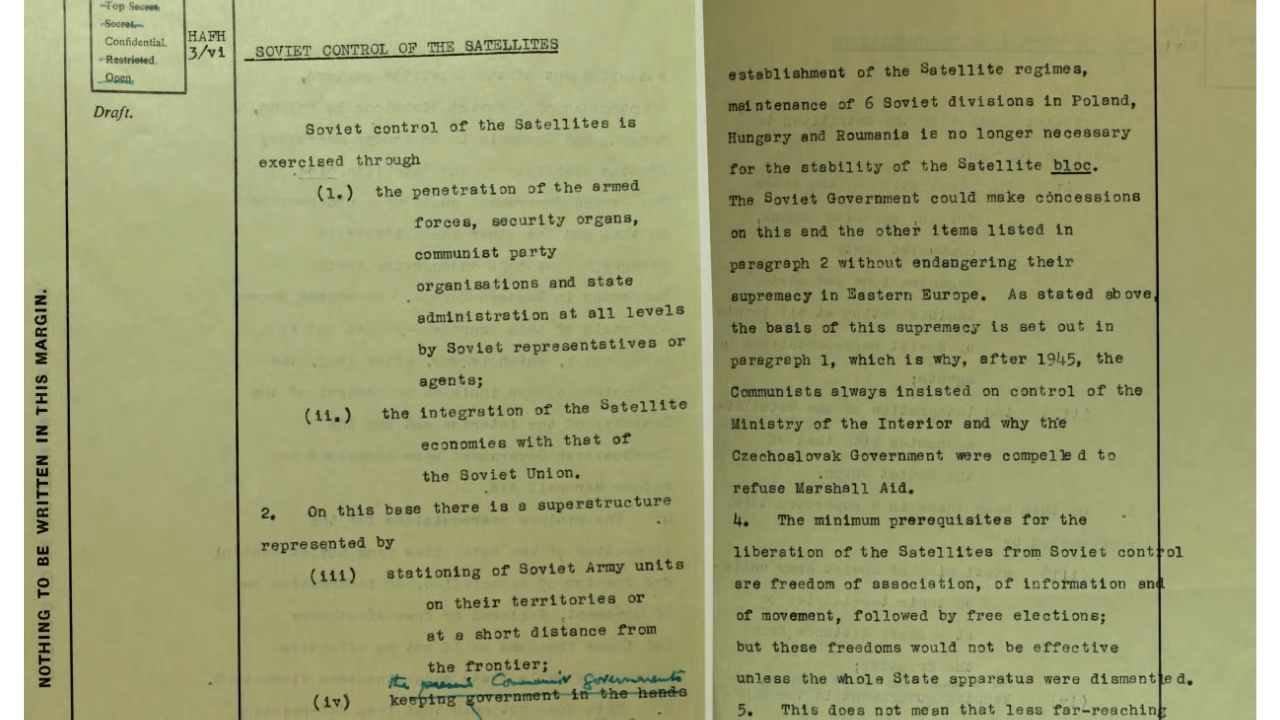 Top Secret.
Secret.
Confidential.
Restricted.
Open.
HAFH
3/vi
SOVIET CONTROL OF THE SATELLITES
Draft.
NOTHING TO BE WRITTEN IN THIS MARGIN.
Soviet control of the Satellites is
exercised through
(i.) the penetration of the armed
forces, security organs,
communist party
organisations and state
administration at all levels
by Soviet representatives or
agents;
(ii.) the integration of the Satellite
economies with that of
the Soviet Union.
2. On this base there is a superstructure
represented by
(iii) stationing of Soviet Army units
on their territories or
at a short distance from
the frontier;
the present Communist governments
(iv) keeping government in the hands
establishment of the Satellite regimes,
maintenance of 6 Soviet divisions in Poland,
Hungary and Roumania is no longer necessary
for the stability of the Satellite bloc.
The Soviet Government could make concessions
on this and the other items listed in
paragraph 2 without endangering their
supremacy in Eastern Europe. As stated above,
the basis of this supremacy is set out in
paragraph 1, which is why, after 1945, the
Communists always insisted on control of the
Ministry of the Interior and why the
Czechoslovak Government were compelled to
refuse Marshall Aid.
4. The minimum prerequisites for the
liberation of the Satellites from Soviet control
are freedom of association, of information and
of movement, followed by free elections;
but these freedoms would not be effective
unless the whole State apparatus were dismantled.
5. This does not mean that less far-reaching